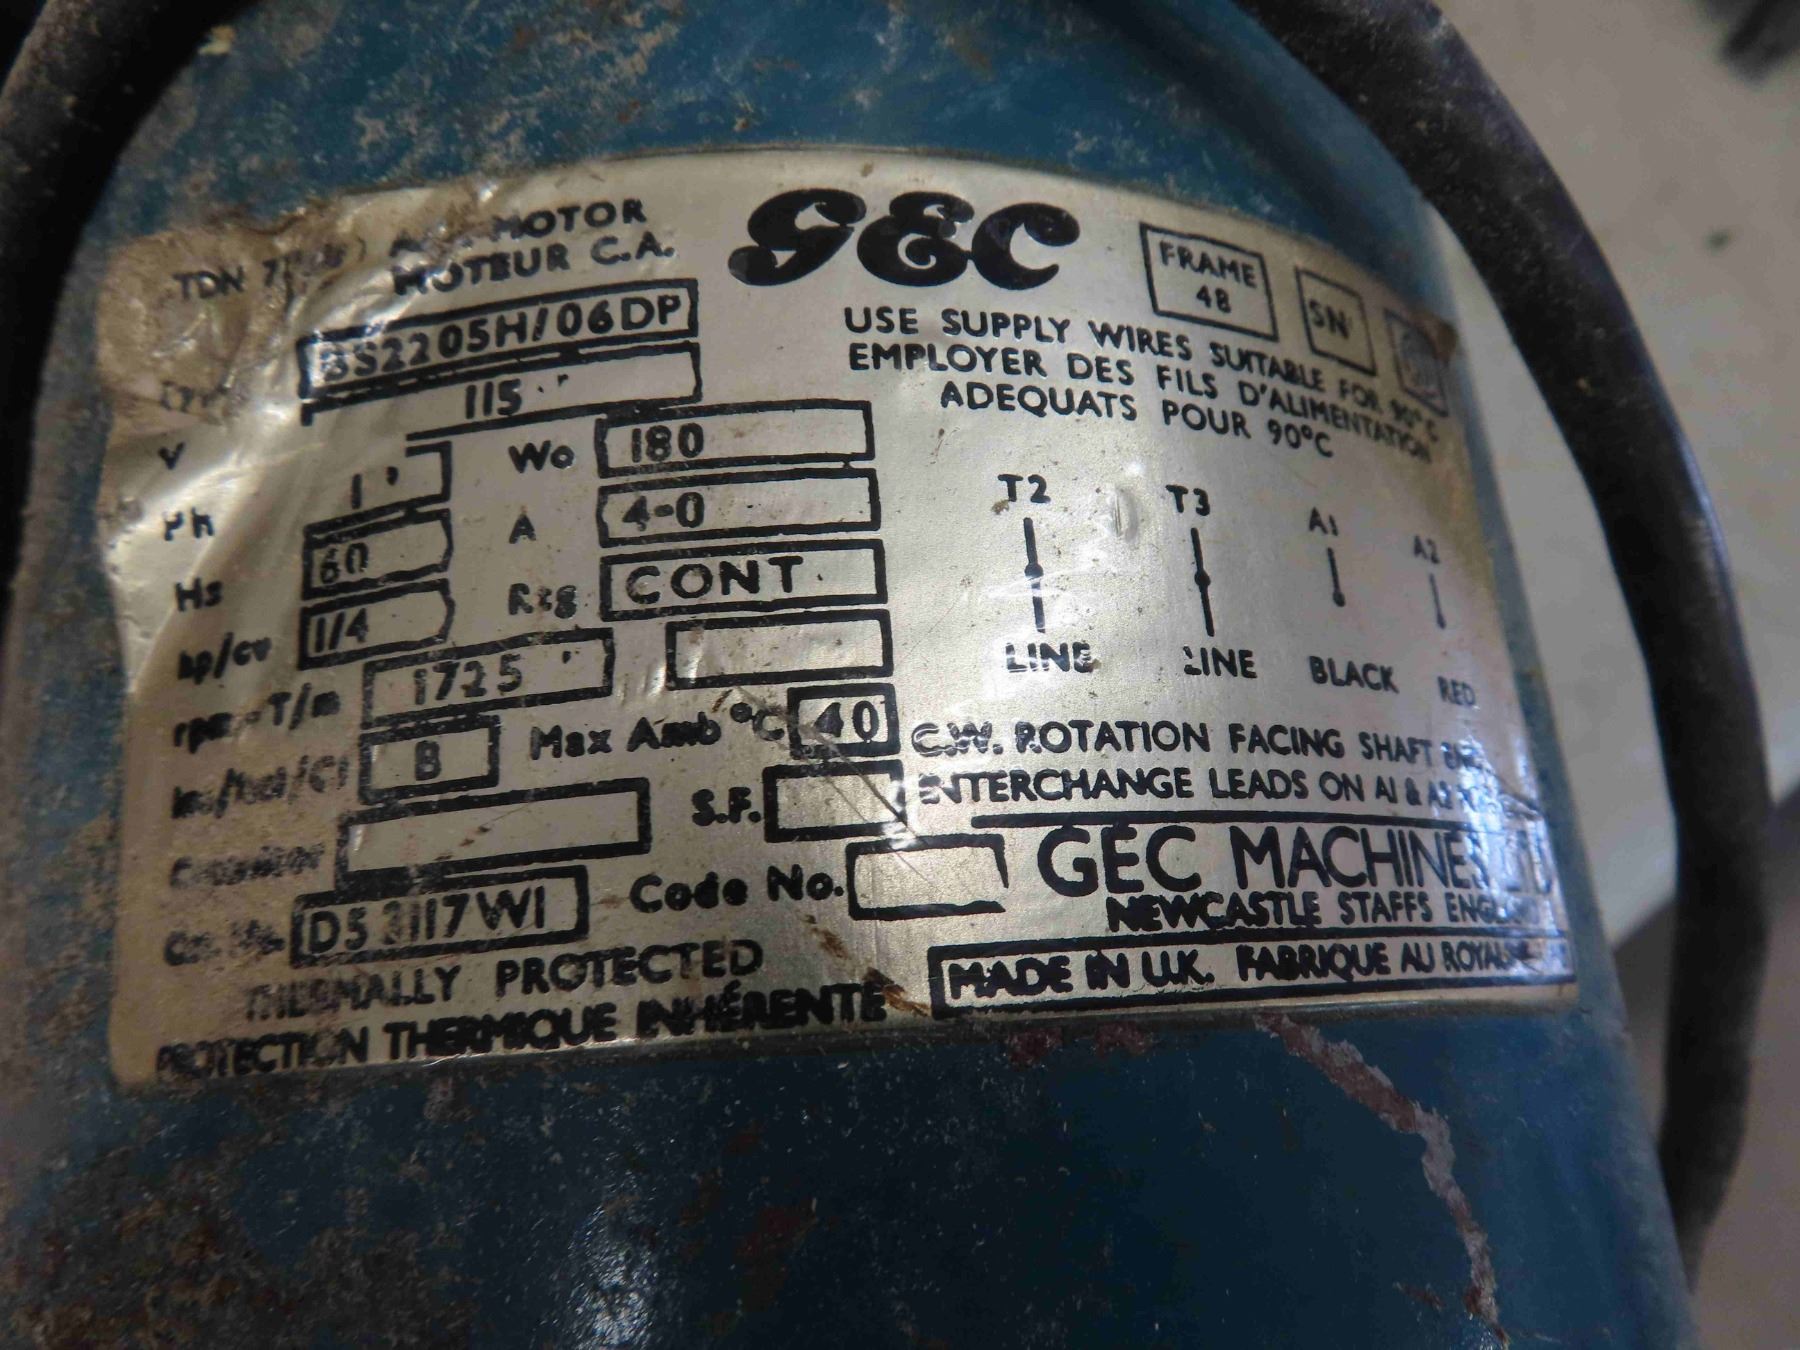 MOTOR
MOTEUR C.A.
GEC
FRAME
48
SN
BS2205H/06DP
V 115
Ph 1
Wo 180
Hs 60
A 4-0
hp/cv 1/4
Rtg CONT
1725
B
Max Amb °C 40
S.F.
Code No.
THERMALLY PROTECTED
PROTECTION THERMIQUE INHÉRENTE
USE SUPPLY WIRES SUITABLE FOR 90°C
EMPLOYER DES FILS D'ALIMENTATION
ADEQUATS POUR 90°C
T2 T3 A1 A2
LINE LINE BLACK RED
C.W. ROTATION FACING SHAFT
INTERCHANGE LEADS ON A1 & A2
GEC MACHINES
NEWCASTLE STAFFS
MADE IN U.K. FABRIQUE AU